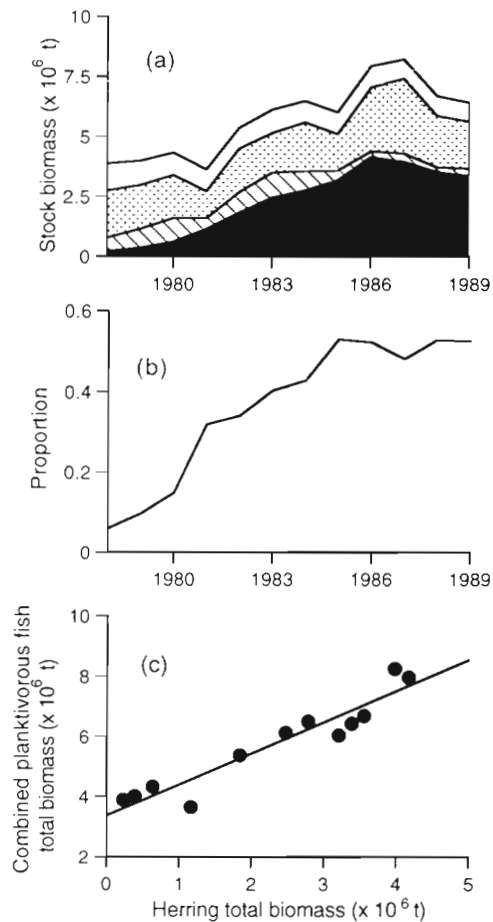 10
7.5
5
2.5
0
(a)
Stock biomass (x 10⁶ t)
1980 1983 1986 1989
0.6
0.4
0.2
0
(b)
Proportion
1980 1983 1986 1989
10
8
6
4
2
(c)
Combined planktivorous fish
total biomass (x 10⁶ t)
0 1 2 3 4 5
Herring total biomass (x 10⁶ t)